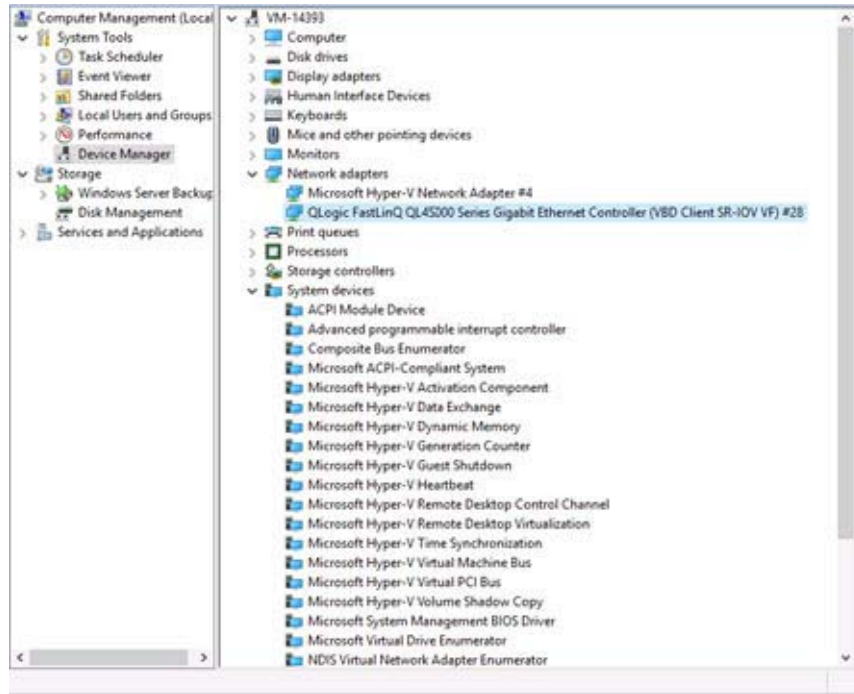 Computer Management (Local
System Tools
Task Scheduler
Event Viewer
Shared Folders
Local Users and Groups
Performance
Device Manager
Storage
Windows Server Backup
Disk Management
Services and Applications
VM-14393
Computer
Disk drives
Display adapters
Human Interface Devices
Keyboards
Mice and other pointing devices
Monitors
Network adapters
Microsoft Hyper-V Network Adapter #4
QLogic FastLinQ QL45000 Series Gigabit Ethernet Controller (VBD Client SR-IOV VF) #28
Print queues
Processors
Storage controllers
System devices
ACPI Module Device
Advanced programmable interrupt controller
Composite Bus Enumerator
Microsoft ACPI-Compliant System
Microsoft Hyper-V Activation Component
Microsoft Hyper-V Data Exchange
Microsoft Hyper-V Dynamic Memory
Microsoft Hyper-V Generation Counter
Microsoft Hyper-V Guest Shutdown
Microsoft Hyper-V Heartbeat
Microsoft Hyper-V Remote Desktop Control Channel
Microsoft Hyper-V Remote Desktop Virtualization
Microsoft Hyper-V Time Synchronization
Microsoft Hyper-V Virtual Machine Bus
Microsoft Hyper-V Virtual PCI Bus
Microsoft Hyper-V Volume Shadow Copy
Microsoft System Management BIOS Driver
Microsoft Virtual Drive Enumerator
NDIS Virtual Network Adapter Enumerator